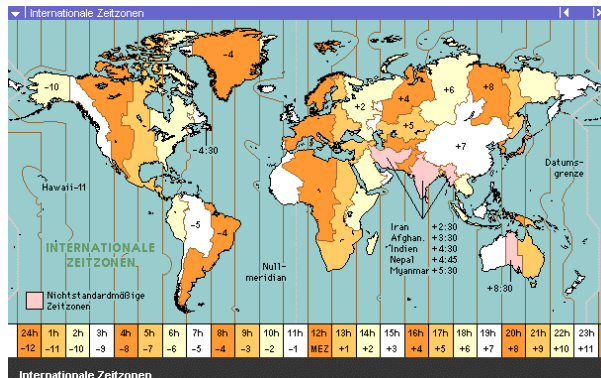 Internationale Zeitzonen
-4
-10
+2
+4
+6
+8
+5
-4:30
+7
Hawaii-11
Datums-
grenze
-5
-4
Iran +2:30
Afghan. +3:30
Indien +4:30
Nepal +4:45
Myanmar +5:30
INTERNATIONALE
ZEITZONEN
Null-
meridian
+8:30
Nichtstandardmäßige
Zeitzonen
24h 1h 2h 3h 4h 5h 6h 7h 8h 9h 10h 11h 12h 13h 14h 15h 16h 17h 18h 19h 20h 21h 22h 23h
-12 -11 -10 -9 -8 -7 -6 -5 -4 -3 -2 -1 MEZ +1 +2 +3 +4 +5 +6 +7 +8 +9 +10 +11
Internationale Zeitzonen